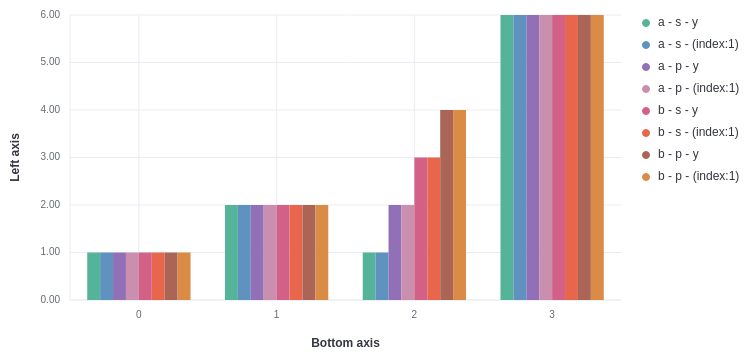 6.00
5.00
4.00
3.00
2.00
1.00
0.00
Left axis
0 1 2 3
Bottom axis
a - s - y
a - s - (index:1)
a - p - y
a - p - (index:1)
b - s - y
b - s - (index:1)
b - p - y
b - p - (index:1)